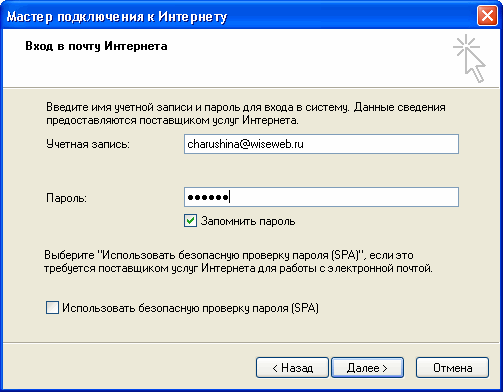 Мастер подключения к Интернету
Вход в почту Интернета
Введите имя учетной записи и пароль для входа в систему. Данные сведения
предоставляются поставщиком услуг Интернета.
Учетная запись: charushina@wiseweb.ru
Пароль: ●●●●●●
Запомнить пароль
Выберите "Использовать безопасную проверку пароля (SPA)", если это
требуется поставщиком услуг Интернета для работы с электронной почтой.
Использовать безопасную проверку пароля (SPA)
< Назад Далее > Отмена